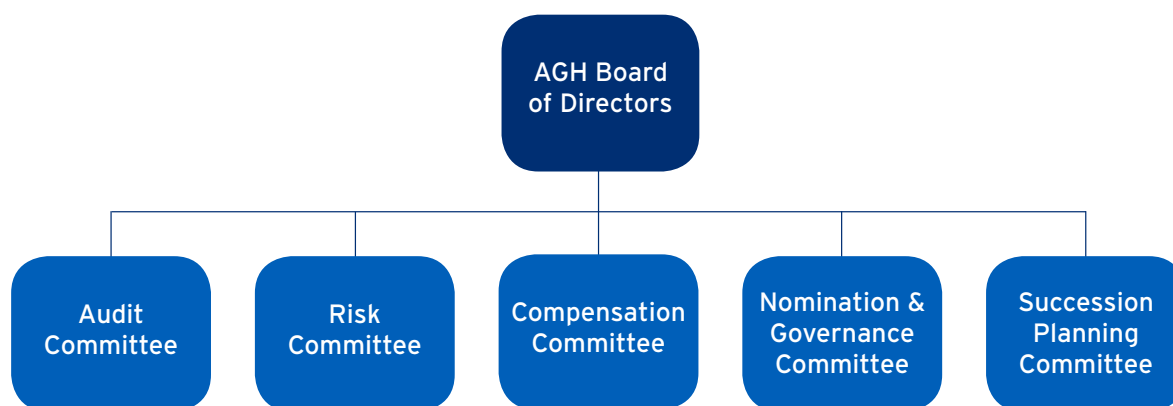 AGH Board
of Directors
Audit
Committee
Risk
Committee
Compensation
Committee
Nomination &
Governance
Committee
Succession
Planning
Committee